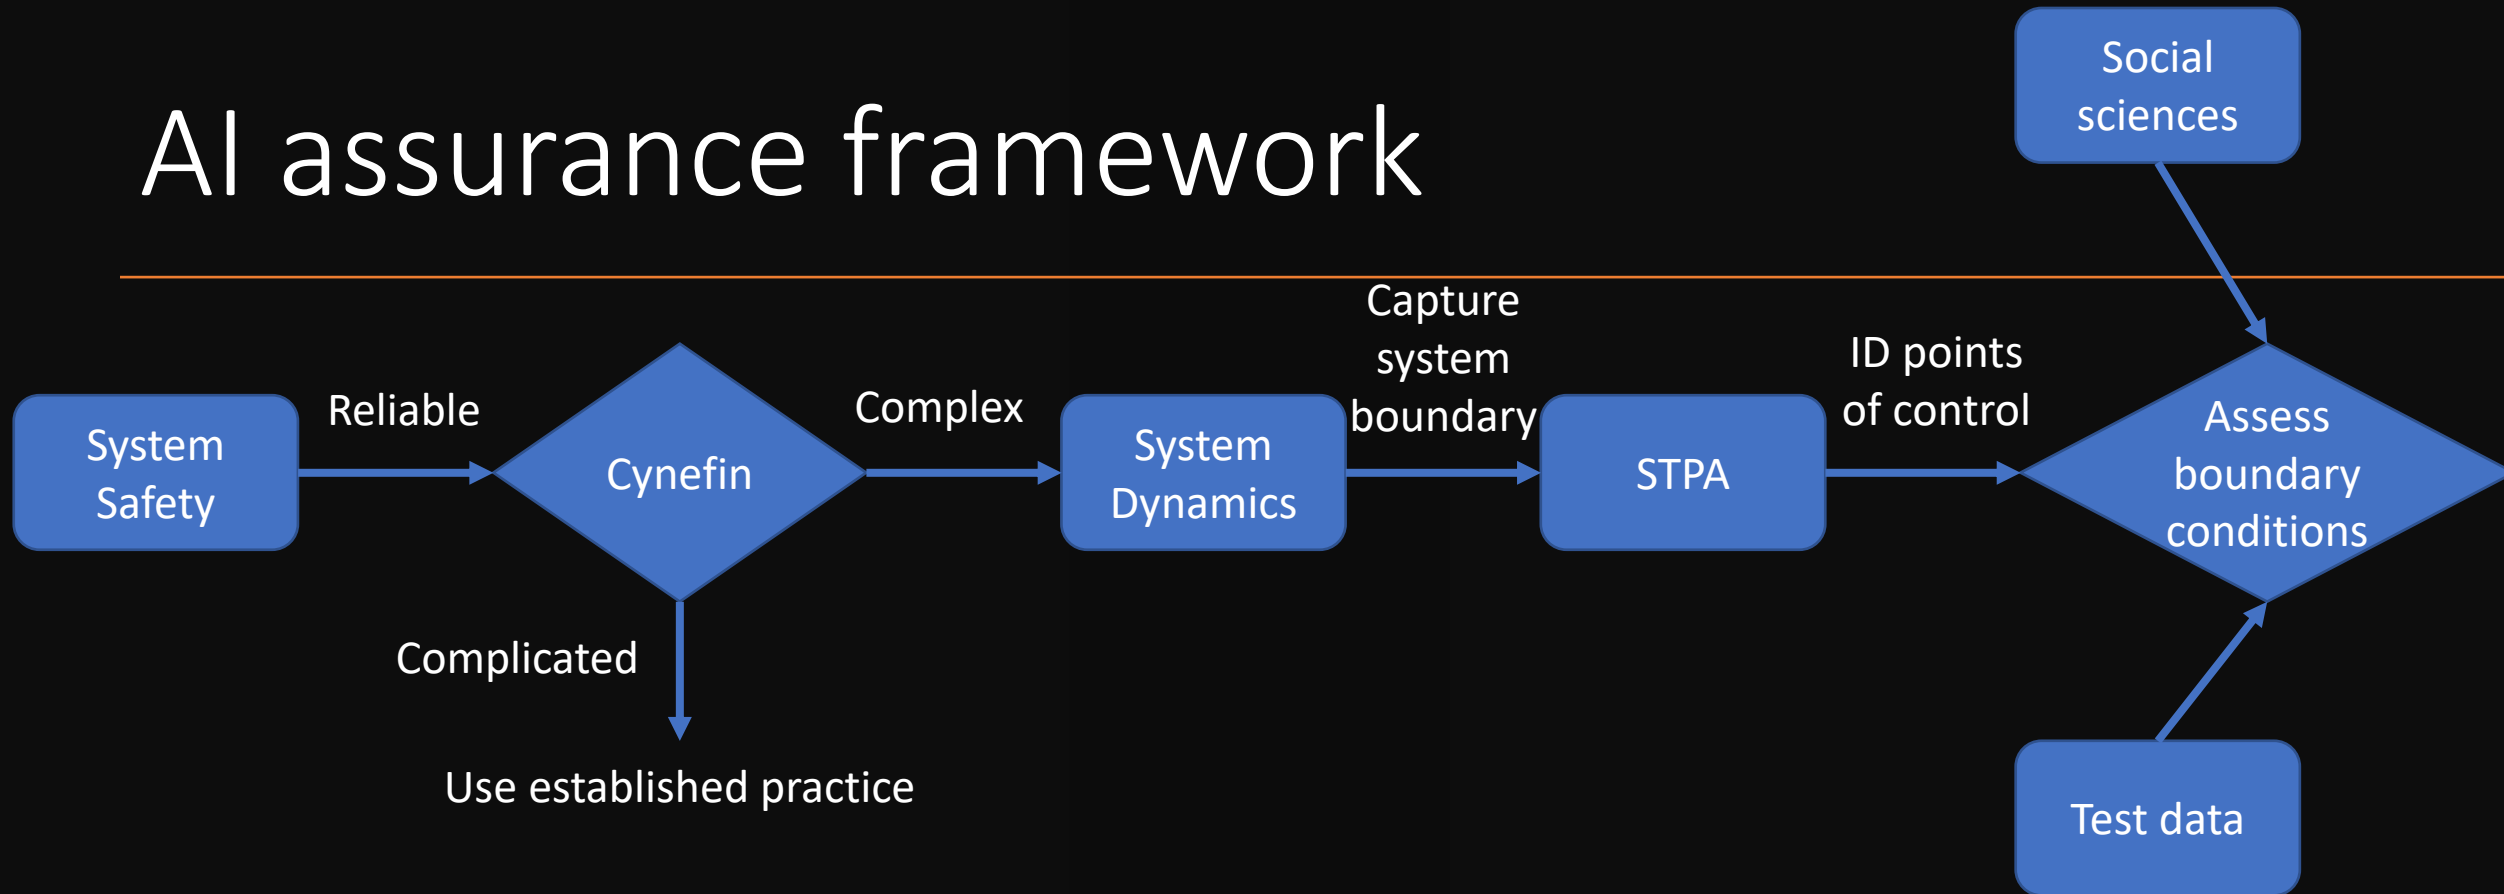 AI assurance framework
Social
sciences
System
Safety
Reliable
Cynefin
Complicated
Use established practice
Complex
System
Dynamics
Capture
system
boundary
STPA
ID points
of control
Assess
boundary
conditions
Test data